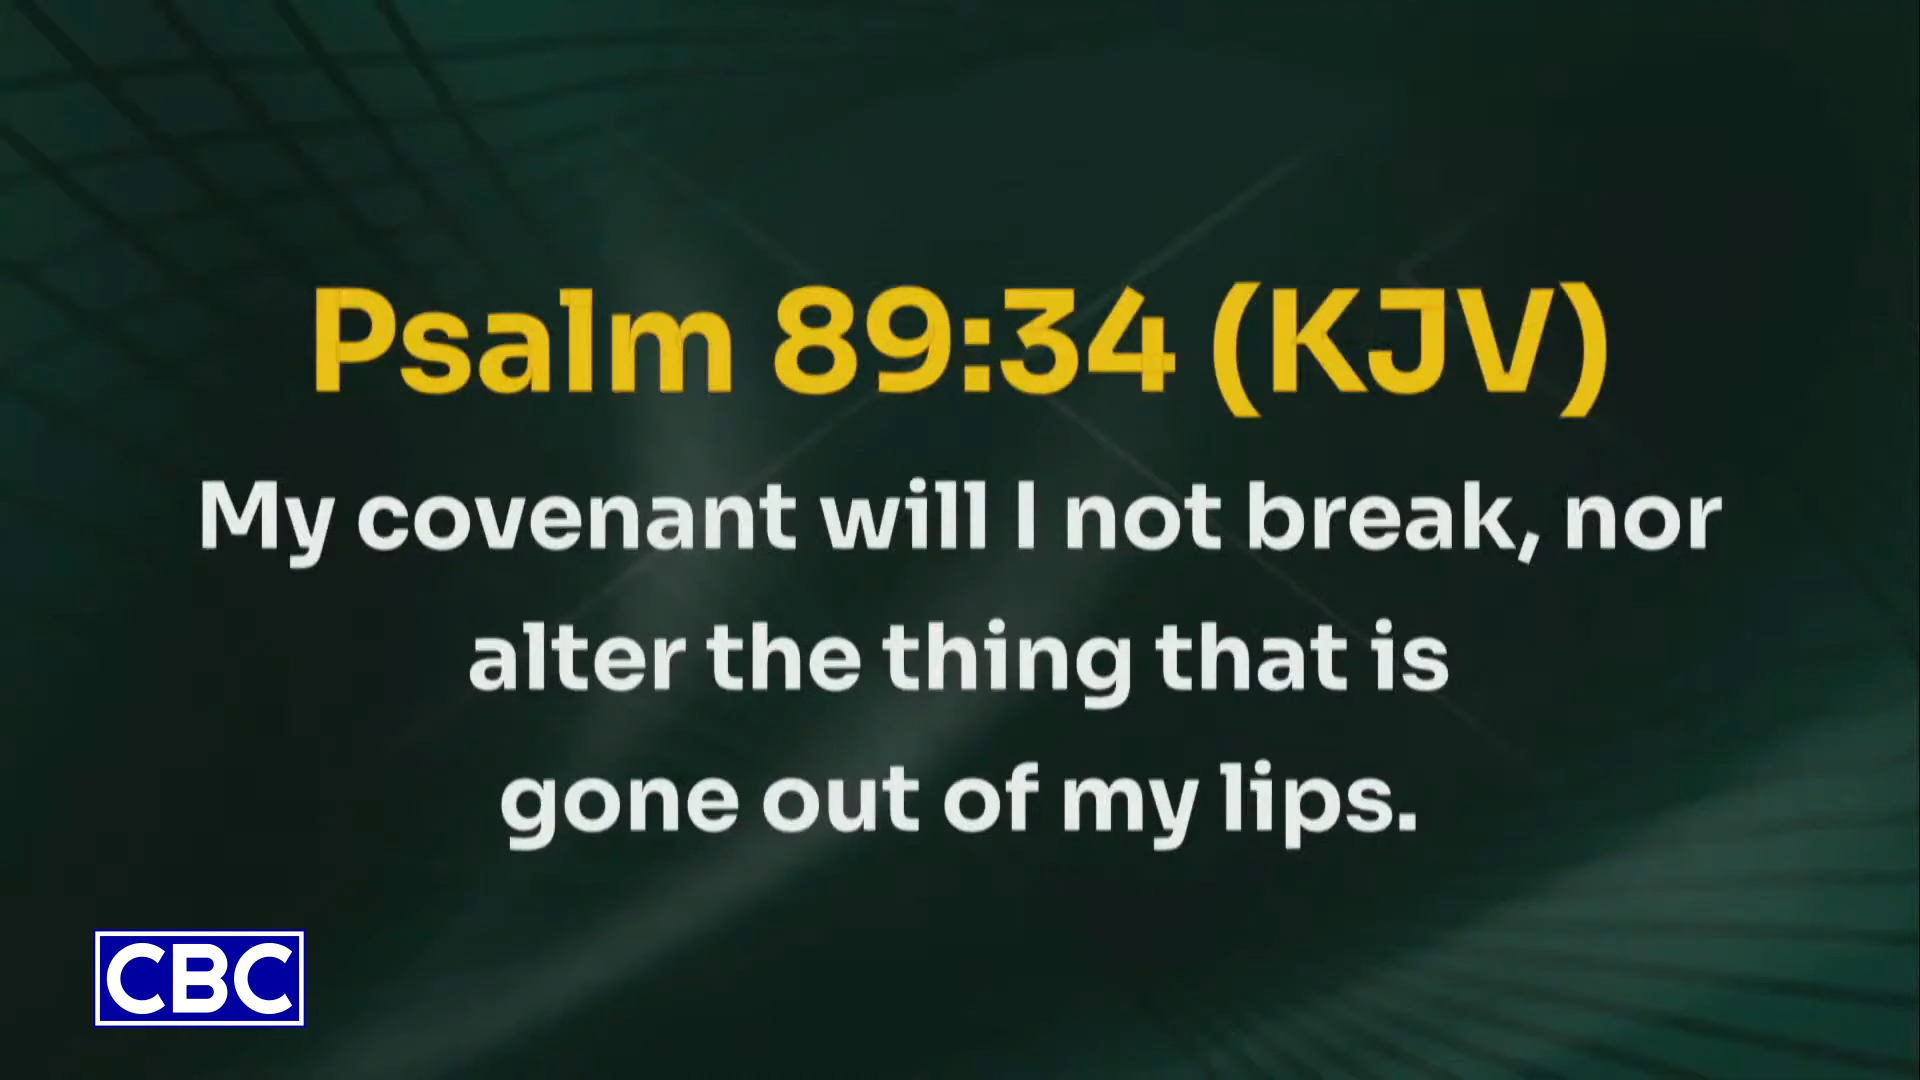 Psalm 89:34 (KJV)
My covenant will I not break, nor
alter the thing that is
gone out of my lips.
CBC